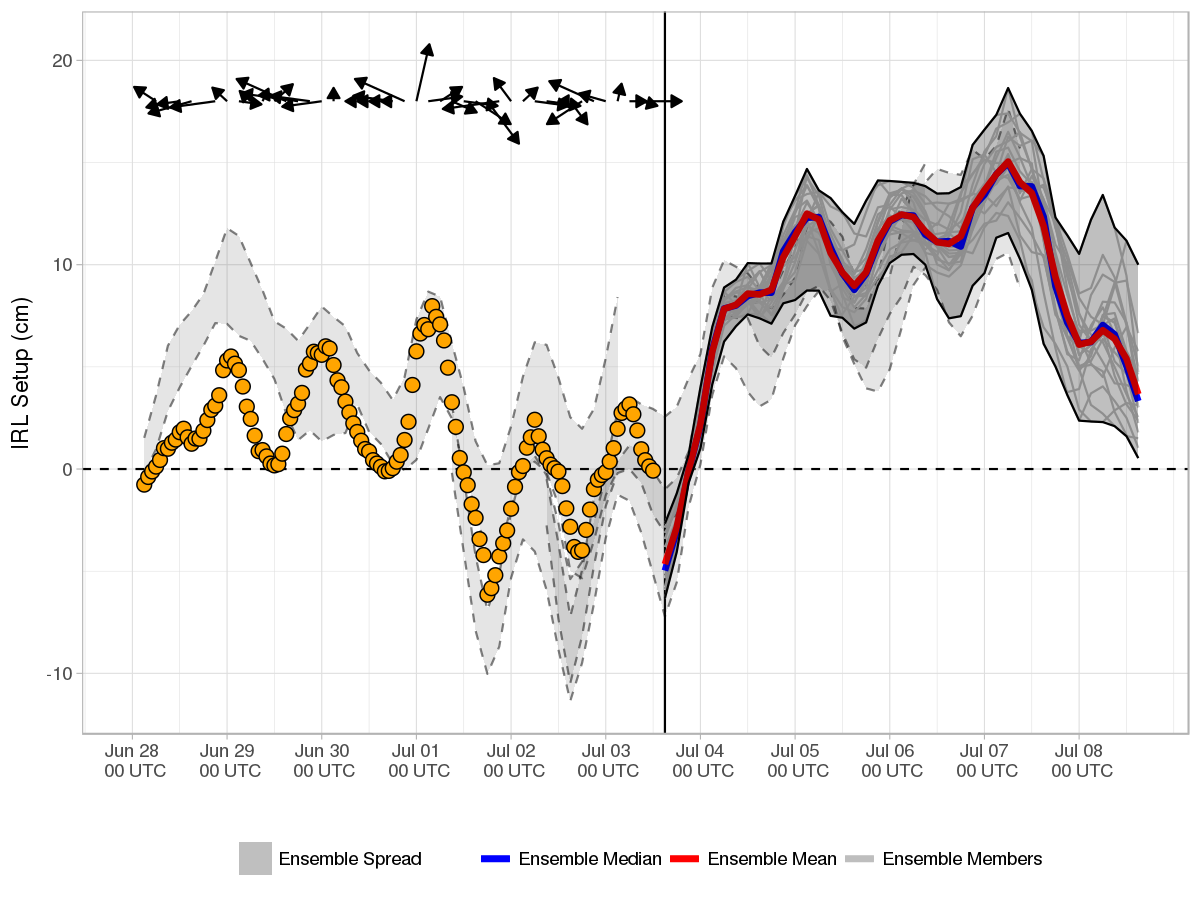 IRL Setup (cm)
20
10
0
-10
Jun 28 Jun 29 Jun 30 Jul 01 Jul 02 Jul 03 Jul 04 Jul 05 Jul 06 Jul 07 Jul 08
00 UTC 00 UTC 00 UTC 00 UTC 00 UTC 00 UTC 00 UTC 00 UTC 00 UTC 00 UTC 00 UTC
Ensemble Spread Ensemble Median Ensemble Mean Ensemble Members